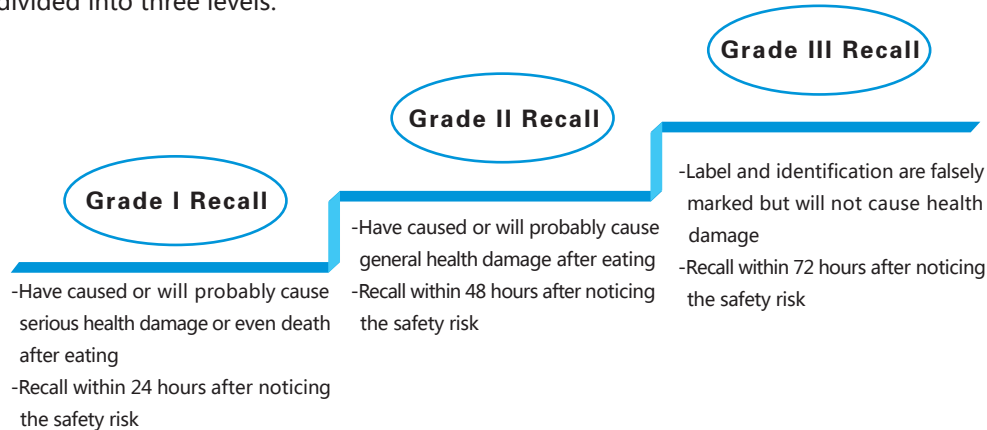 divided into three levels.
Grade I Recall
-Have caused or will probably cause
serious health damage or even death
after eating
-Recall within 24 hours after noticing
the safety risk
Grade II Recall
-Have caused or will probably cause
general health damage after eating
-Recall within 48 hours after noticing
the safety risk
Grade III Recall
-Label and identification are falsely
marked but will not cause health
damage
-Recall within 72 hours after noticing
the safety risk